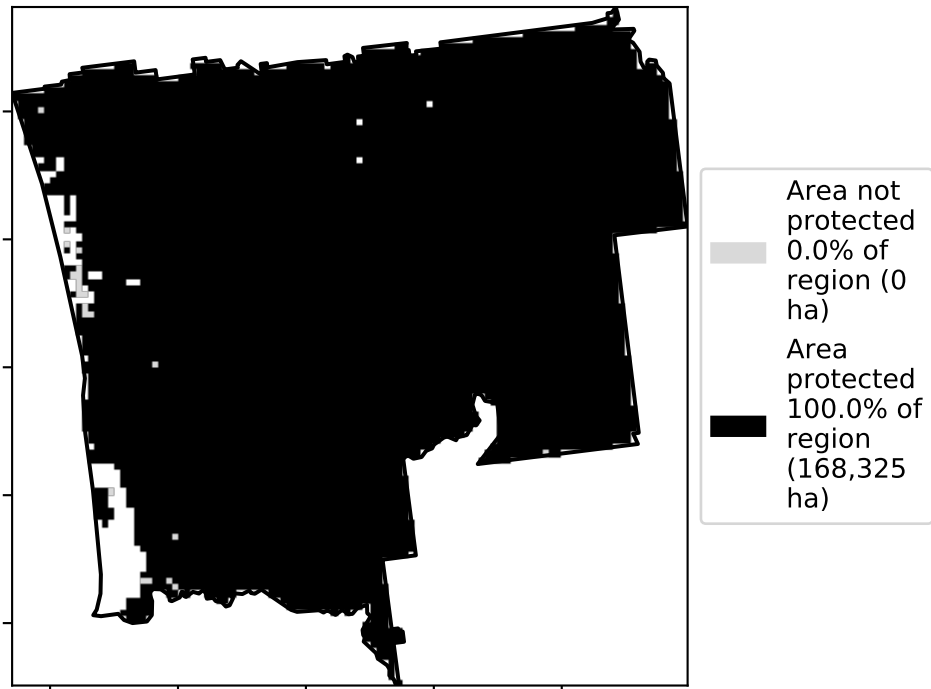 Area not
protected
0.0% of
region (0
ha)
Area
protected
100.0% of
region
(168,325
ha)